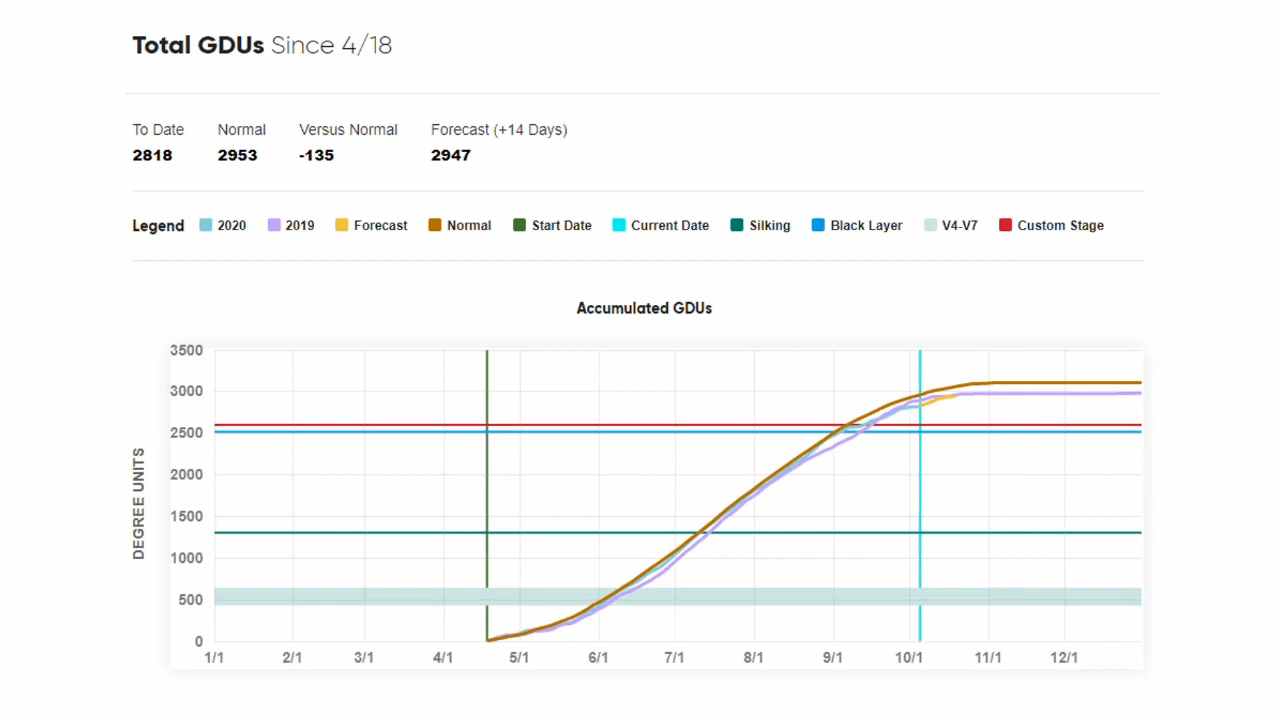 Total GDUs Since 4/18
To Date Normal Versus Normal Forecast (+14 Days)
2818 2953 -135 2947
Legend 2020 2019 Forecast Normal Start Date Current Date Silking Black Layer V4-V7 Custom Stage
Accumulated GDUs
DEGREE UNITS
3500
3000
2500
2000
1500
1000
500
0
1/1 2/1 3/1 4/1 5/1 6/1 7/1 8/1 9/1 10/1 11/1 12/1